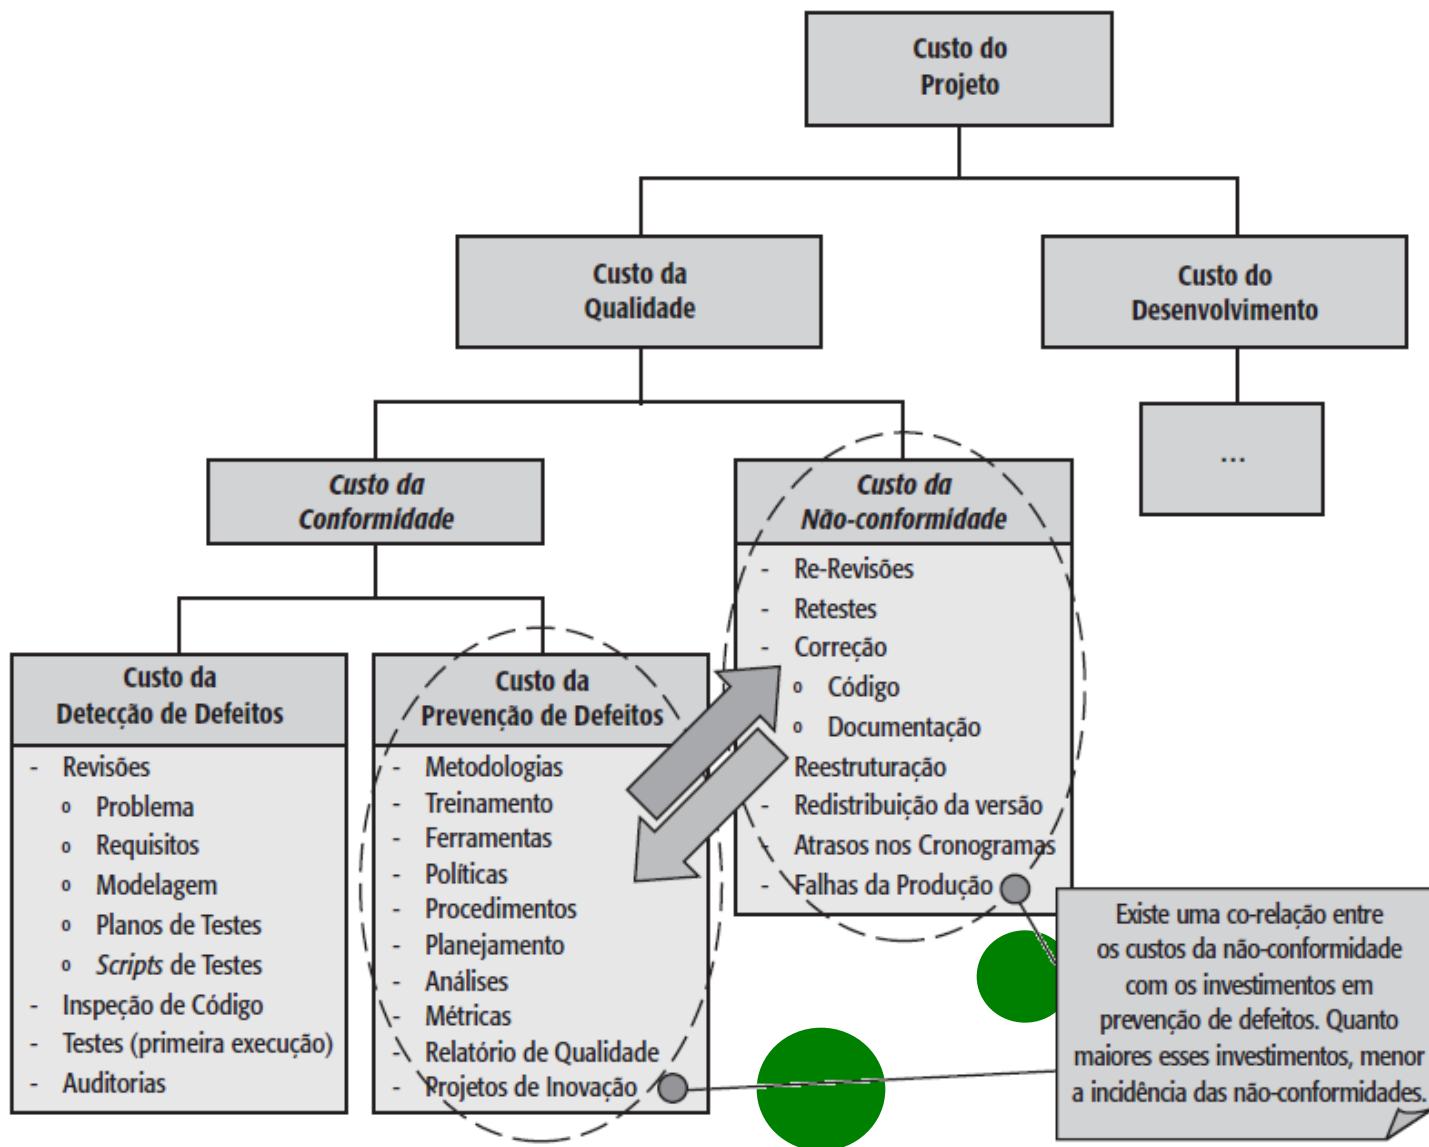 Custo do
Projeto
Custo da
Qualidade
Custo do
Desenvolvimento
...
Custo da
Conformidade
Custo da
Não-conformidade
- Re-Revisões
- Retestes
- Correção
o Código
o Documentação
Reestruturação
- Redistribuição da versão
- Atrasos nos Cronogramas
- Falhas da Produção
Custo da
Detecção de Defeitos
- Revisões
o Problema
o Requisitos
o Modelagem
o Planos de Testes
o Scripts de Testes
- Inspeção de Código
- Testes (primeira execução)
- Auditorias
Custo da
Prevenção de Defeitos
- Metodologias
- Treinamento
- Ferramentas
- Políticas
- Procedimentos
- Planejamento
- Análises
- Métricas
- Relatório de Qualidade
- Projetos de Inovação
Existe uma co-relação entre
os custos da não-conformidade
com os investimentos em
prevenção de defeitos. Quanto
maiores esses investimentos, menor
a incidência das não-conformidades.